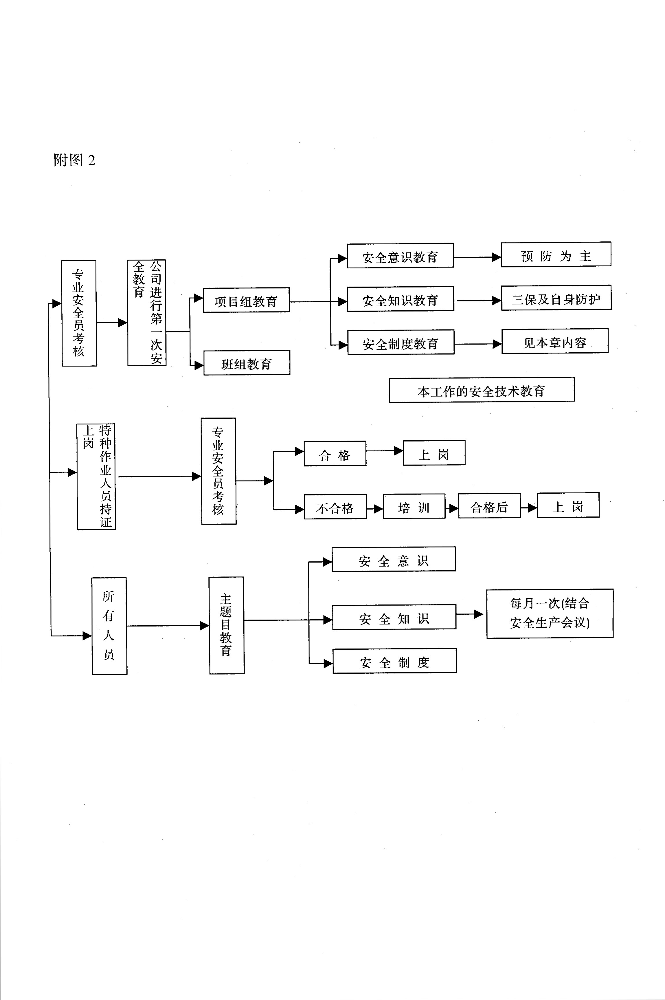 附图 2
专业安全员考核
公司进行第一次安
全教育
项目组教育
班组教育
安全意识教育
预 防 为 主
安全知识教育
三保及自身防护
安全制度教育
见本章内容
本工作的安全技术教育
特种作业人员持证
上岗
专业安全员考核
合 格
上 岗
不合格
培 训
合格后
上 岗
所有人员
主题目教育
安 全 意 识
安 全 知 识
安 全 制 度
每月一次(结合
安全生产会议)